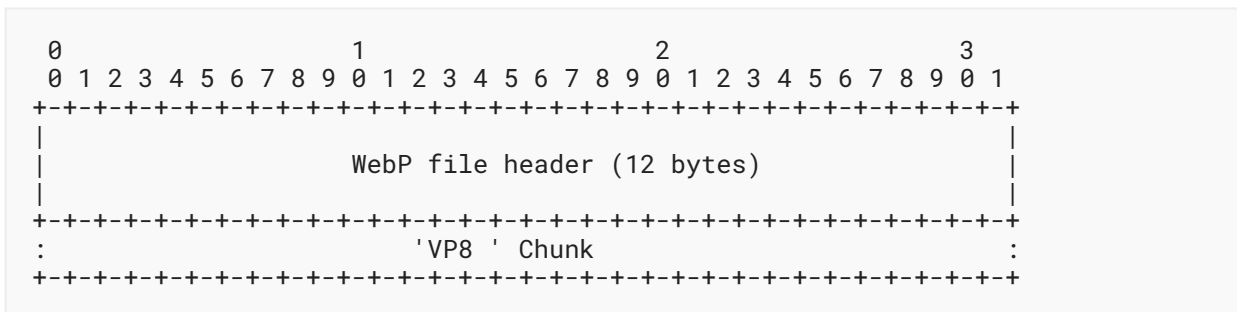 0                   1                   2                   3
 0 1 2 3 4 5 6 7 8 9 0 1 2 3 4 5 6 7 8 9 0 1 2 3 4 5 6 7 8 9 0 1
+-+-+-+-+-+-+-+-+-+-+-+-+-+-+-+-+-+-+-+-+-+-+-+-+-+-+-+-+-+-+-+-+
|                                                               |
|                    WebP file header (12 bytes)                |
|                                                               |
+-+-+-+-+-+-+-+-+-+-+-+-+-+-+-+-+-+-+-+-+-+-+-+-+-+-+-+-+-+-+-+-+
:                        'VP8 ' Chunk                           :
+-+-+-+-+-+-+-+-+-+-+-+-+-+-+-+-+-+-+-+-+-+-+-+-+-+-+-+-+-+-+-+-+